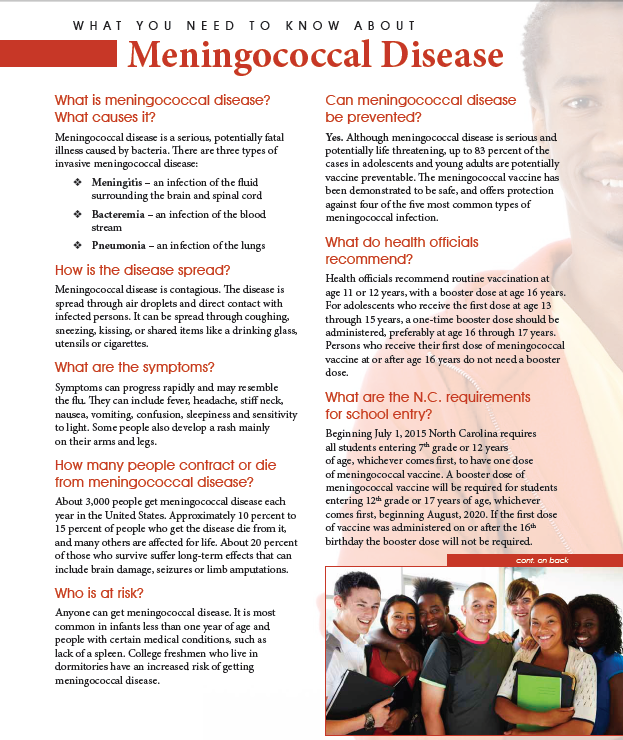 WHAT YOU NEED TO KNOW ABOUT
Meningococcal Disease
What is meningococcal disease?
What causes it?
Meningococcal disease is a serious, potentially fatal
illness caused by bacteria. There are three types of
invasive meningococcal disease:
❖ Meningitis – an infection of the fluid
surrounding the brain and spinal cord
❖ Bacteremia – an infection of the blood
stream
❖ Pneumonia – an infection of the lungs
How is the disease spread?
Meningococcal disease is contagious. The disease is
spread through air droplets and direct contact with
infected persons. It can be spread through coughing,
sneezing, kissing, or shared items like a drinking glass,
utensils or cigarettes.
What are the symptoms?
Symptoms can progress rapidly and may resemble
the flu. They can include fever, headache, stiff neck,
nausea, vomiting, confusion, sleepiness and sensitivity
to light. Some people also develop a rash mainly
on their arms and legs.
How many people contract or die
from meningococcal disease?
About 3,000 people get meningococcal disease each
year in the United States. Approximately 10 percent to
15 percent of people who get the disease die from it,
and many others are affected for life. About 20 percent
of those who survive suffer long-term effects that can
include brain damage, seizures or limb amputations.
Who is at risk?
Anyone can get meningococcal disease. It is most
common in infants less than one year of age and
people with certain medical conditions, such as
lack of a spleen. College freshmen who live in
dormitories have an increased risk of getting
meningococcal disease.
Can meningococcal disease
be prevented?
Yes. Although meningococcal disease is serious and
potentially life threatening, up to 83 percent of the
cases in adolescents and young adults are potentially
vaccine preventable. The meningococcal vaccine has
been demonstrated to be safe, and offers protection
against four of the five most common types of
meningococcal infection.
What do health officials
recommend?
Health officials recommend routine vaccination at
age 11 or 12 years, with a booster dose at age 16 years.
For adolescents who receive the first dose at age 13
through 15 years, a one-time booster dose should be
administered, preferably at age 16 through 17 years.
Persons who receive their first dose of meningococcal
vaccine at or after age 16 years do not need a booster
dose.
What are the N.C. requirements
for school entry?
Beginning July 1, 2015 North Carolina requires
all students entering 7th grade or 12 years
of age, whichever comes first, to have one dose
of meningococcal vaccine. A booster dose of
meningococcal vaccine will be required for students
entering 12th grade or 17 years of age, whichever
comes first, beginning August, 2020. If the first dose
of vaccine was administered on or after the 16th
birthday the booster dose will not be required.
cont. on back